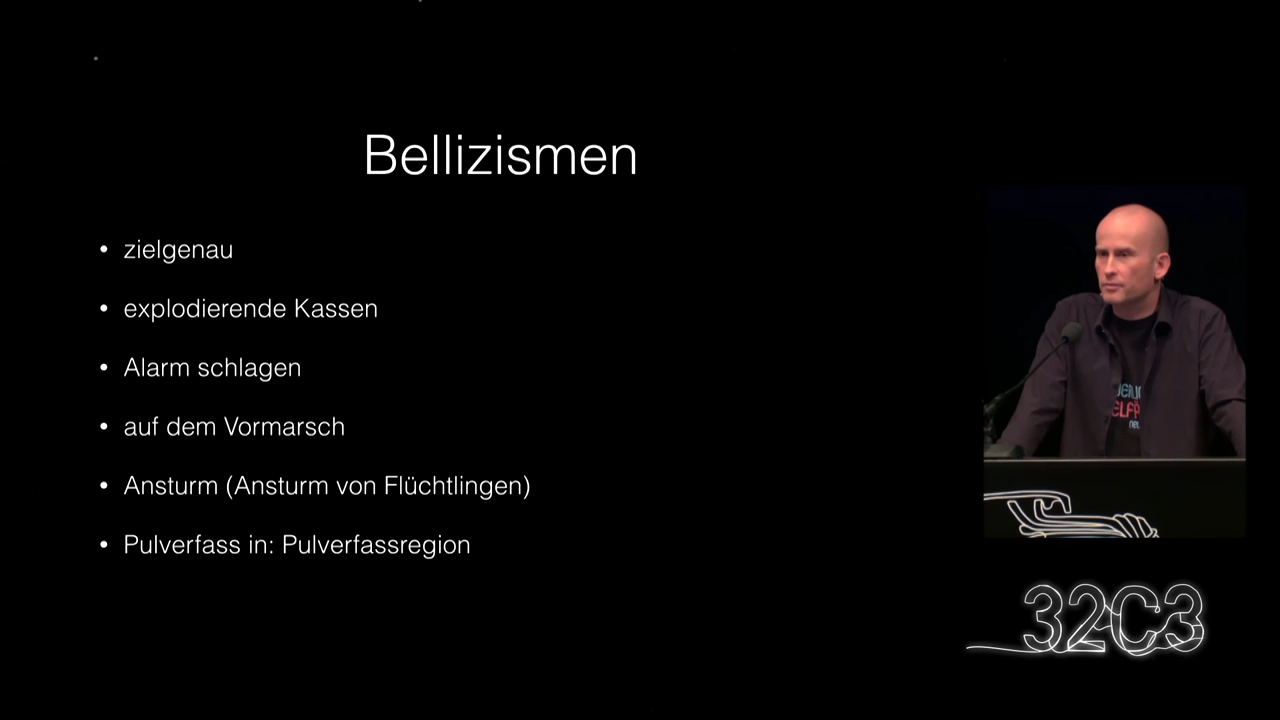 Bellizismen
• zielgenau
• explodierende Kassen
• Alarm schlagen
• auf dem Vormarsch
• Ansturm (Ansturm von Flüchtlingen)
• Pulverfass in: Pulverfassregion
32C3